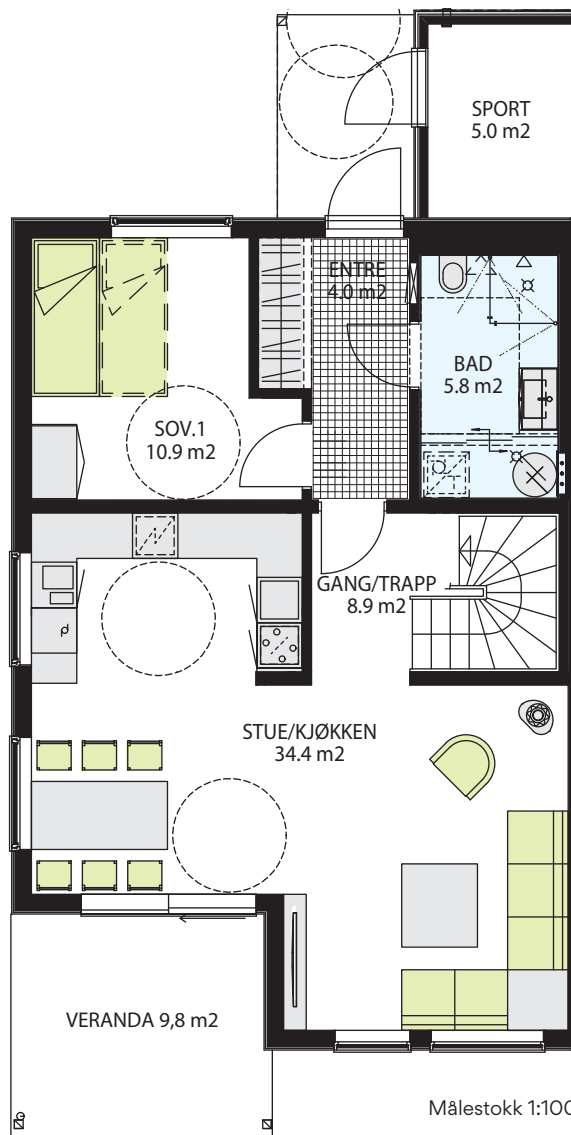 SPORT
5.0 m2
ENTRE
4.0 m2
BAD
5.8 m2
SOV.1
10.9 m2
GANG/TRAPP
8.9 m2
STUE/KJØKKEN
34.4 m2
VERANDA 9,8 m2
Målestokk 1:100